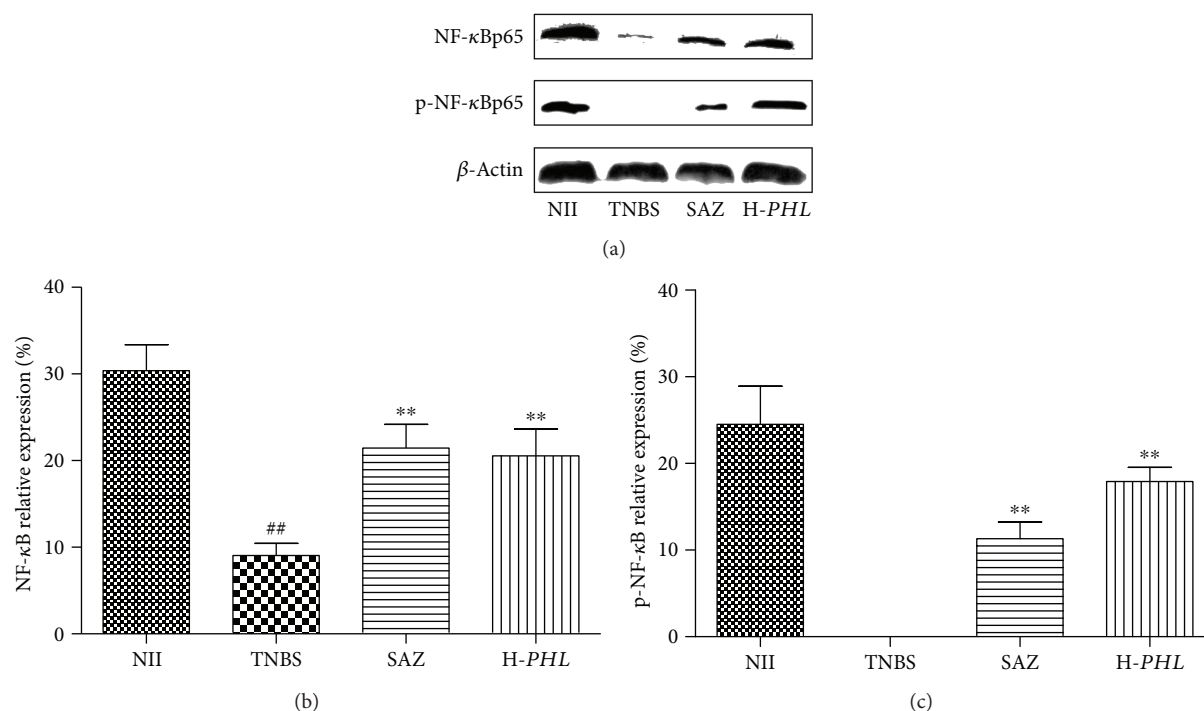 NF-κBp65
p-NF-κBp65
β-Actin
NII TNBS SAZ H-PHL
(a)
NF-κB relative expression (%)
40
30
20
10
0
##
**
**
NII TNBS SAZ H-PHL
(b)
p-NF-κB relative expression (%)
40
30
20
10
0
**
**
NII TNBS SAZ H-PHL
(c)